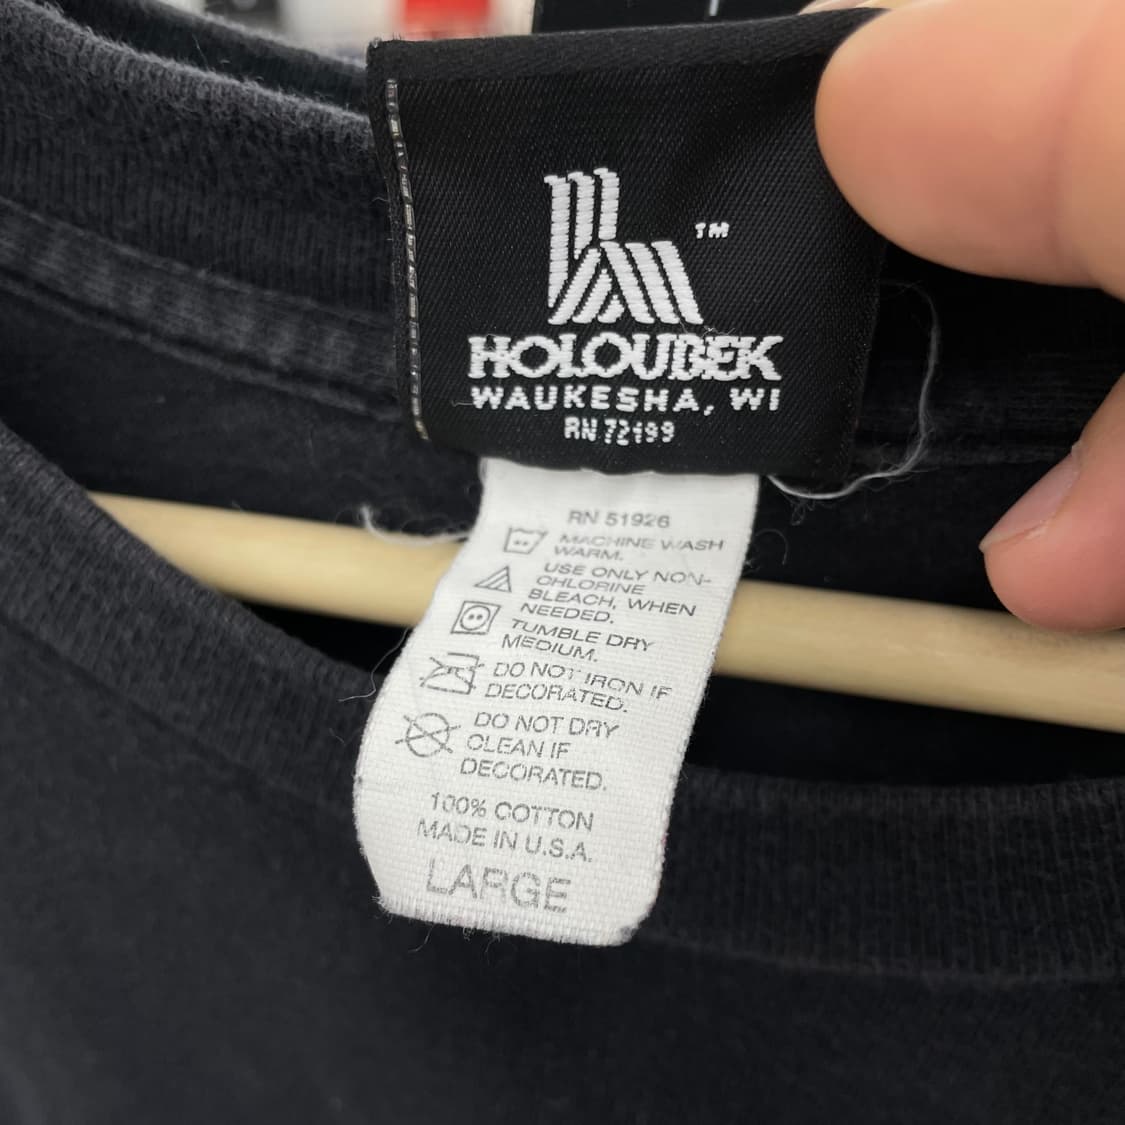 TM
HOLOUBEK
WAUKESHA, WI
RN 72199
RN 51926
MACHINE WASH
WARM.
USE ONLY NON-
CHLORINE
BLEACH, WHEN
NEEDED.
TUMBLE DRY
MEDIUM.
DO NOT IRON IF
DECORATED.
DO NOT DRY
CLEAN IF
DECORATED.
100% COTTON
MADE IN U.S.A.
LARGE